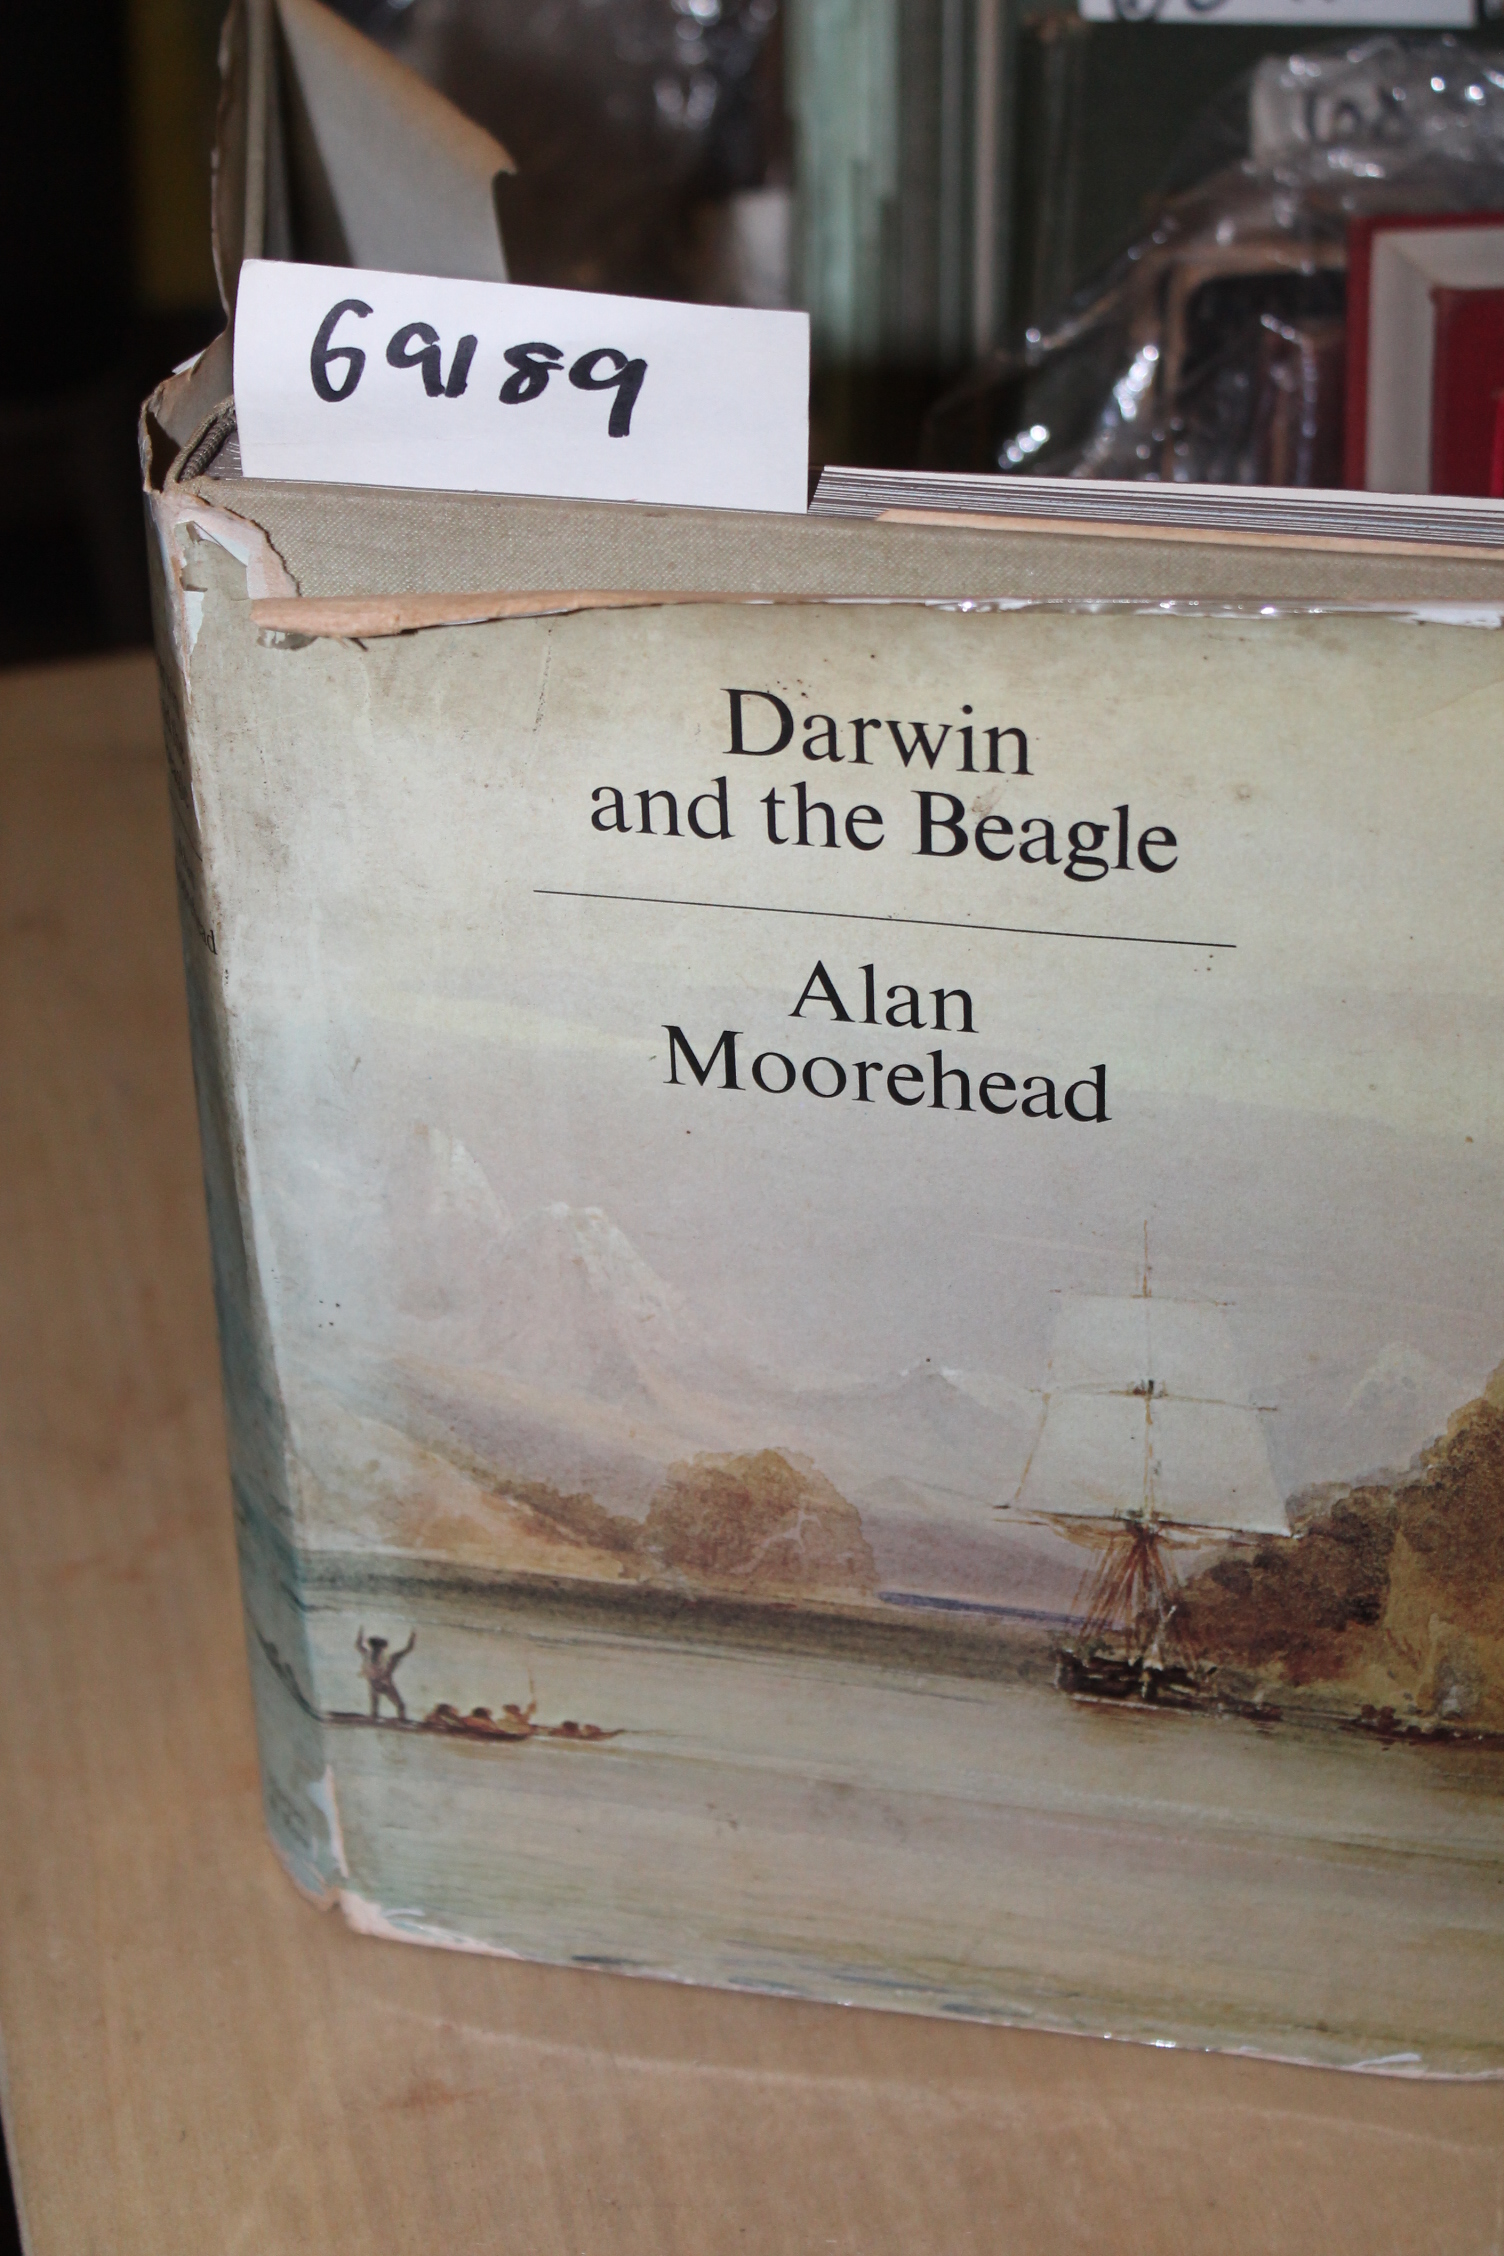 69189
Darwin
and the Beagle
Alan
Moorehead